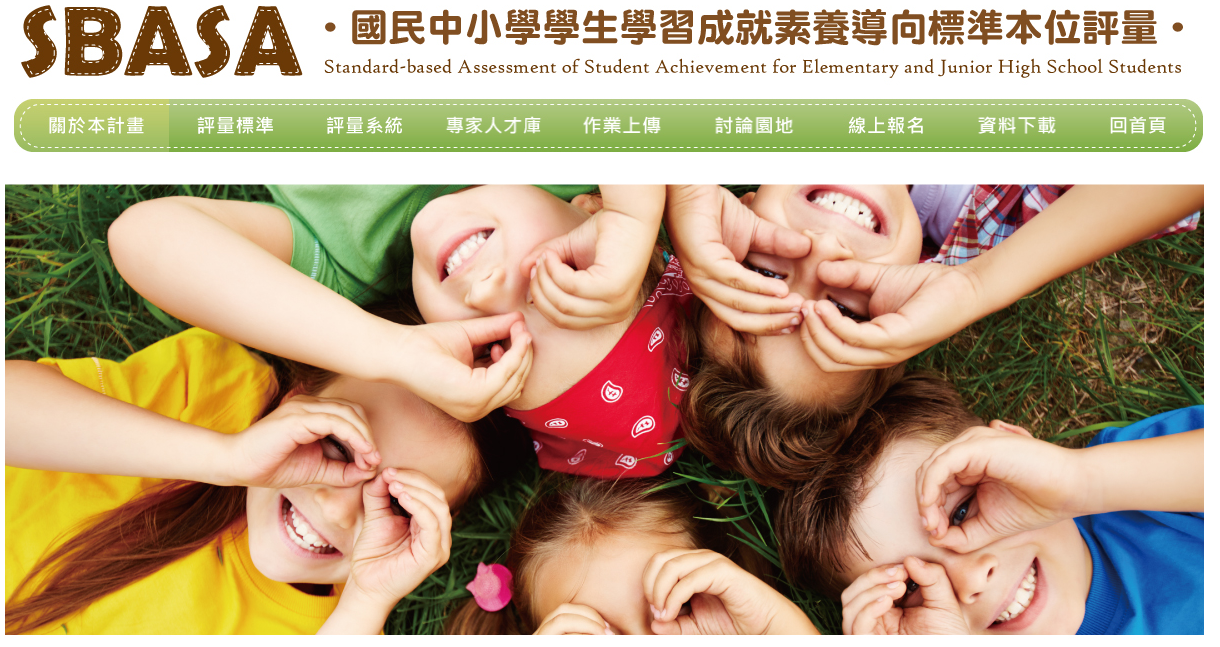 SBASA
• 國民中小學學生學習成就素養導向標準本位評量 •
Standard-based Assessment of Student Achievement for Elementary and Junior High School Students
關於本計畫 評量標準 評量系統 專家人才庫 作業上傳 討論園地 線上報名 資料下載 回首頁